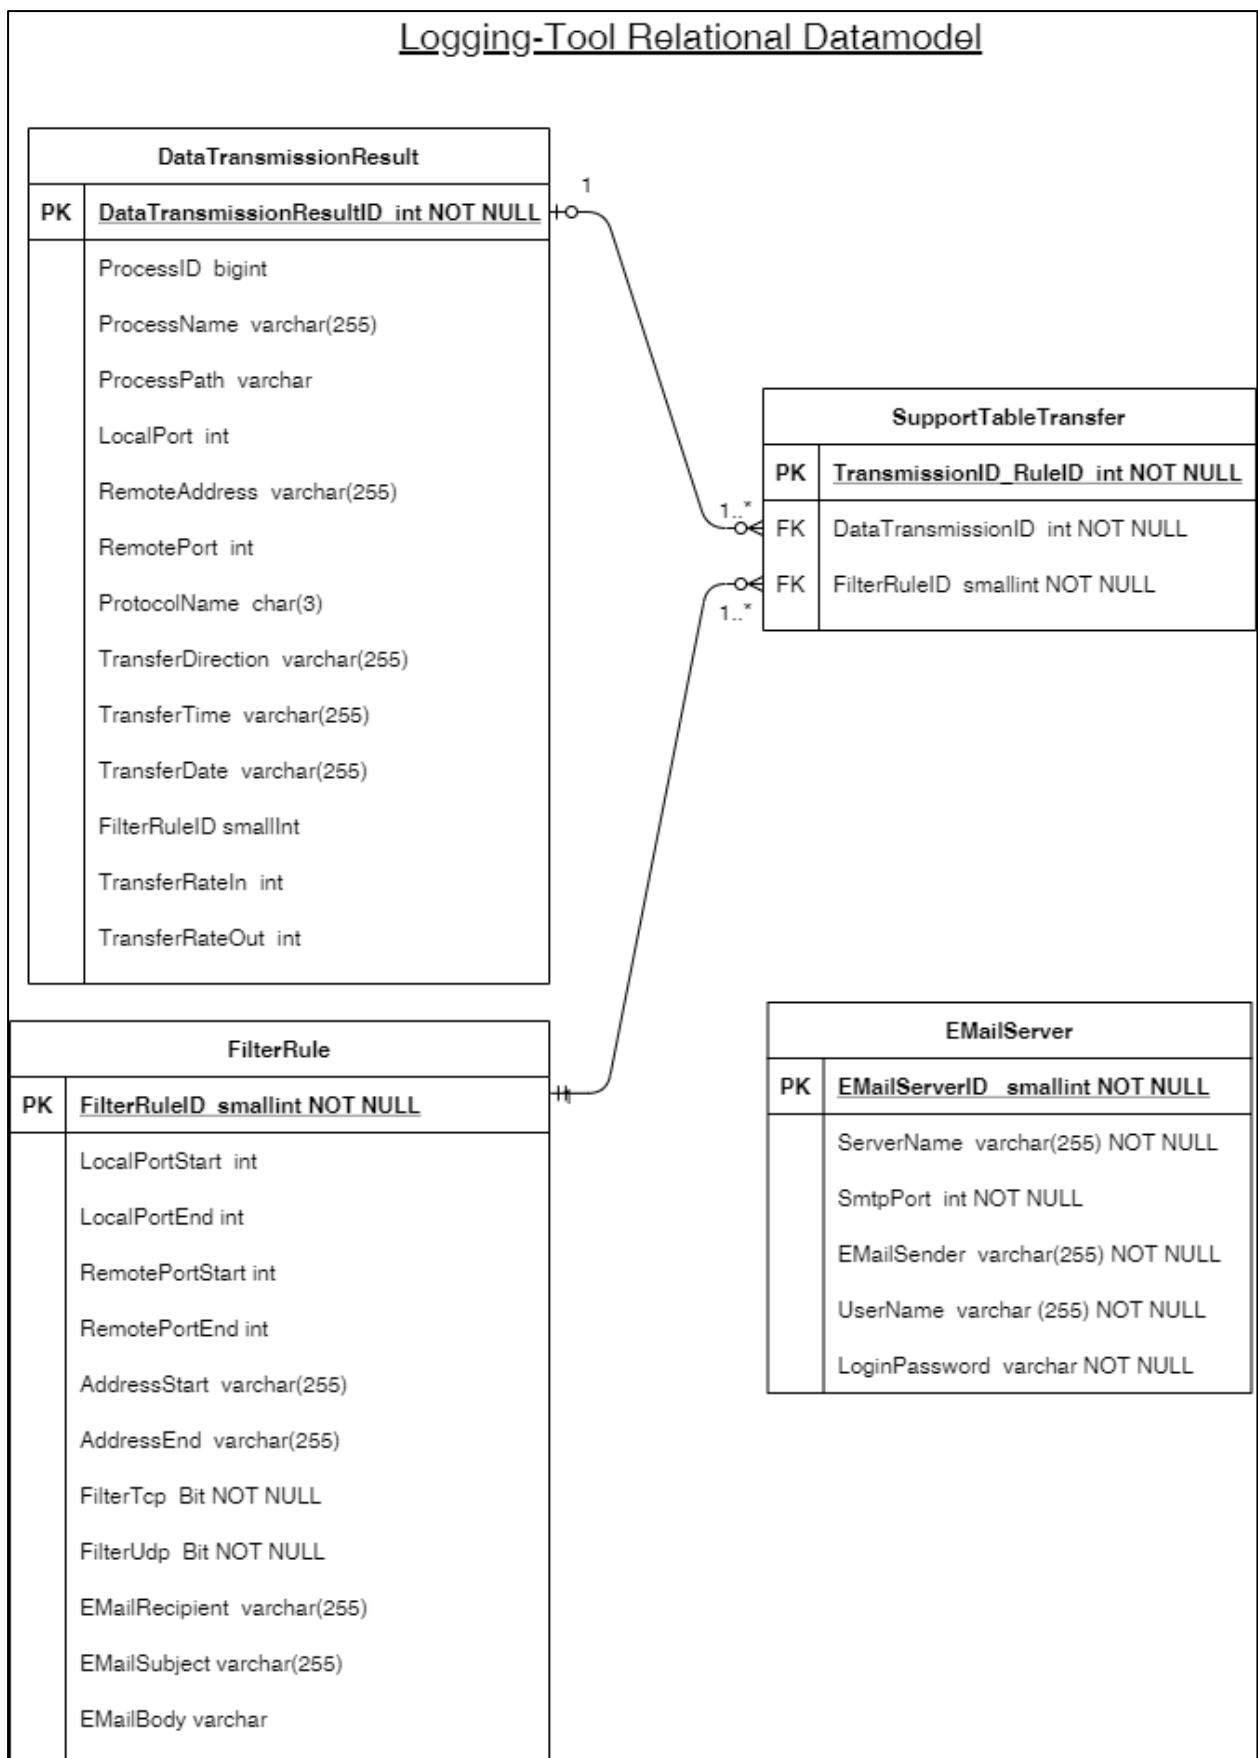 Logging-Tool Relational Datamodel
DataTransmissionResult
PK DataTransmissionResultID int NOT NULL
ProcessID bigint
ProcessName varchar(255)
ProcessPath varchar
LocalPort int
RemoteAddress varchar(255)
RemotePort int
ProtocolName char(3)
TransferDirection varchar(255)
TransferTime varchar(255)
TransferDate varchar(255)
FilterRuleID smallInt
TransferRateIn int
TransferRateOut int
1
1..*
1..*
SupportTableTransfer
PK TransmissionID_RuleID int NOT NULL
FK DataTransmissionID int NOT NULL
FK FilterRuleID smallint NOT NULL
FilterRule
PK FilterRuleID smallint NOT NULL
LocalPortStart int
LocalPortEnd int
RemotePortStart int
RemotePortEnd int
AddressStart varchar(255)
AddressEnd varchar(255)
FilterTcp Bit NOT NULL
FilterUdp Bit NOT NULL
EMailRecipient varchar(255)
EMailSubject varchar(255)
EMailBody varchar
EMailServer
PK EMailServerID smallint NOT NULL
ServerName varchar(255) NOT NULL
SmtpPort int NOT NULL
EMailSender varchar(255) NOT NULL
UserName varchar (255) NOT NULL
LoginPassword varchar NOT NULL